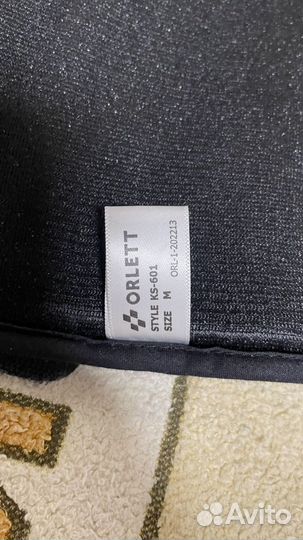 ORLETT
STYLE KS-601
SIZE M
ORL-1-202213
Avito